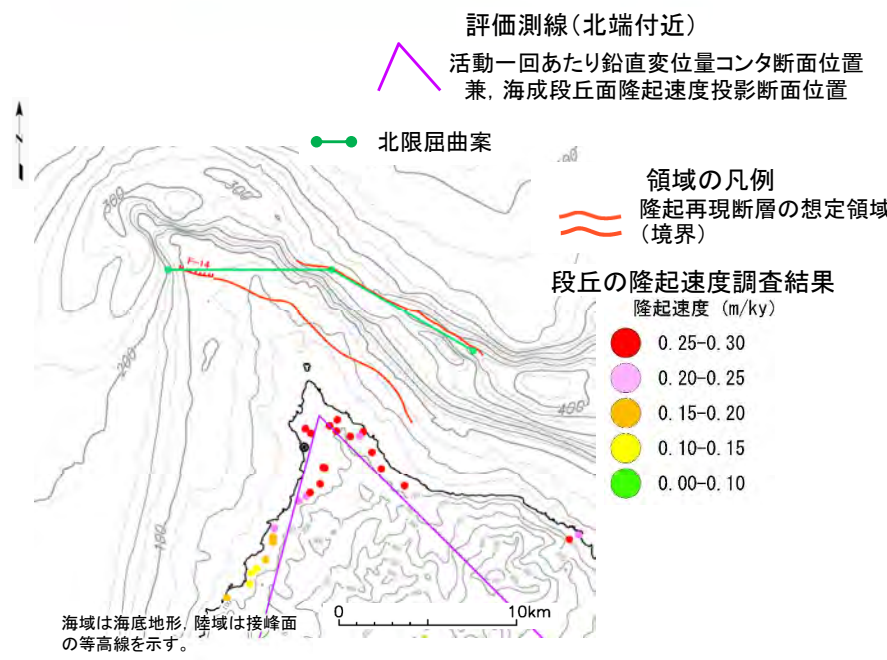 評価測線(北端付近)
活動一回あたり鉛直変位量コンタ断面位置
兼, 海成段丘面隆起速度投影断面位置
北限屈曲案
N
領域の凡例
隆起再現断層の想定領域
(境界)
段丘の隆起速度調査結果
隆起速度 (m/ky)
0.25-0.30
0.20-0.25
0.15-0.20
0.10-0.15
0.00-0.10
300
300
F-14
200
400
100
0
10km
海域は海底地形, 陸域は接峰面
の等高線を示す。